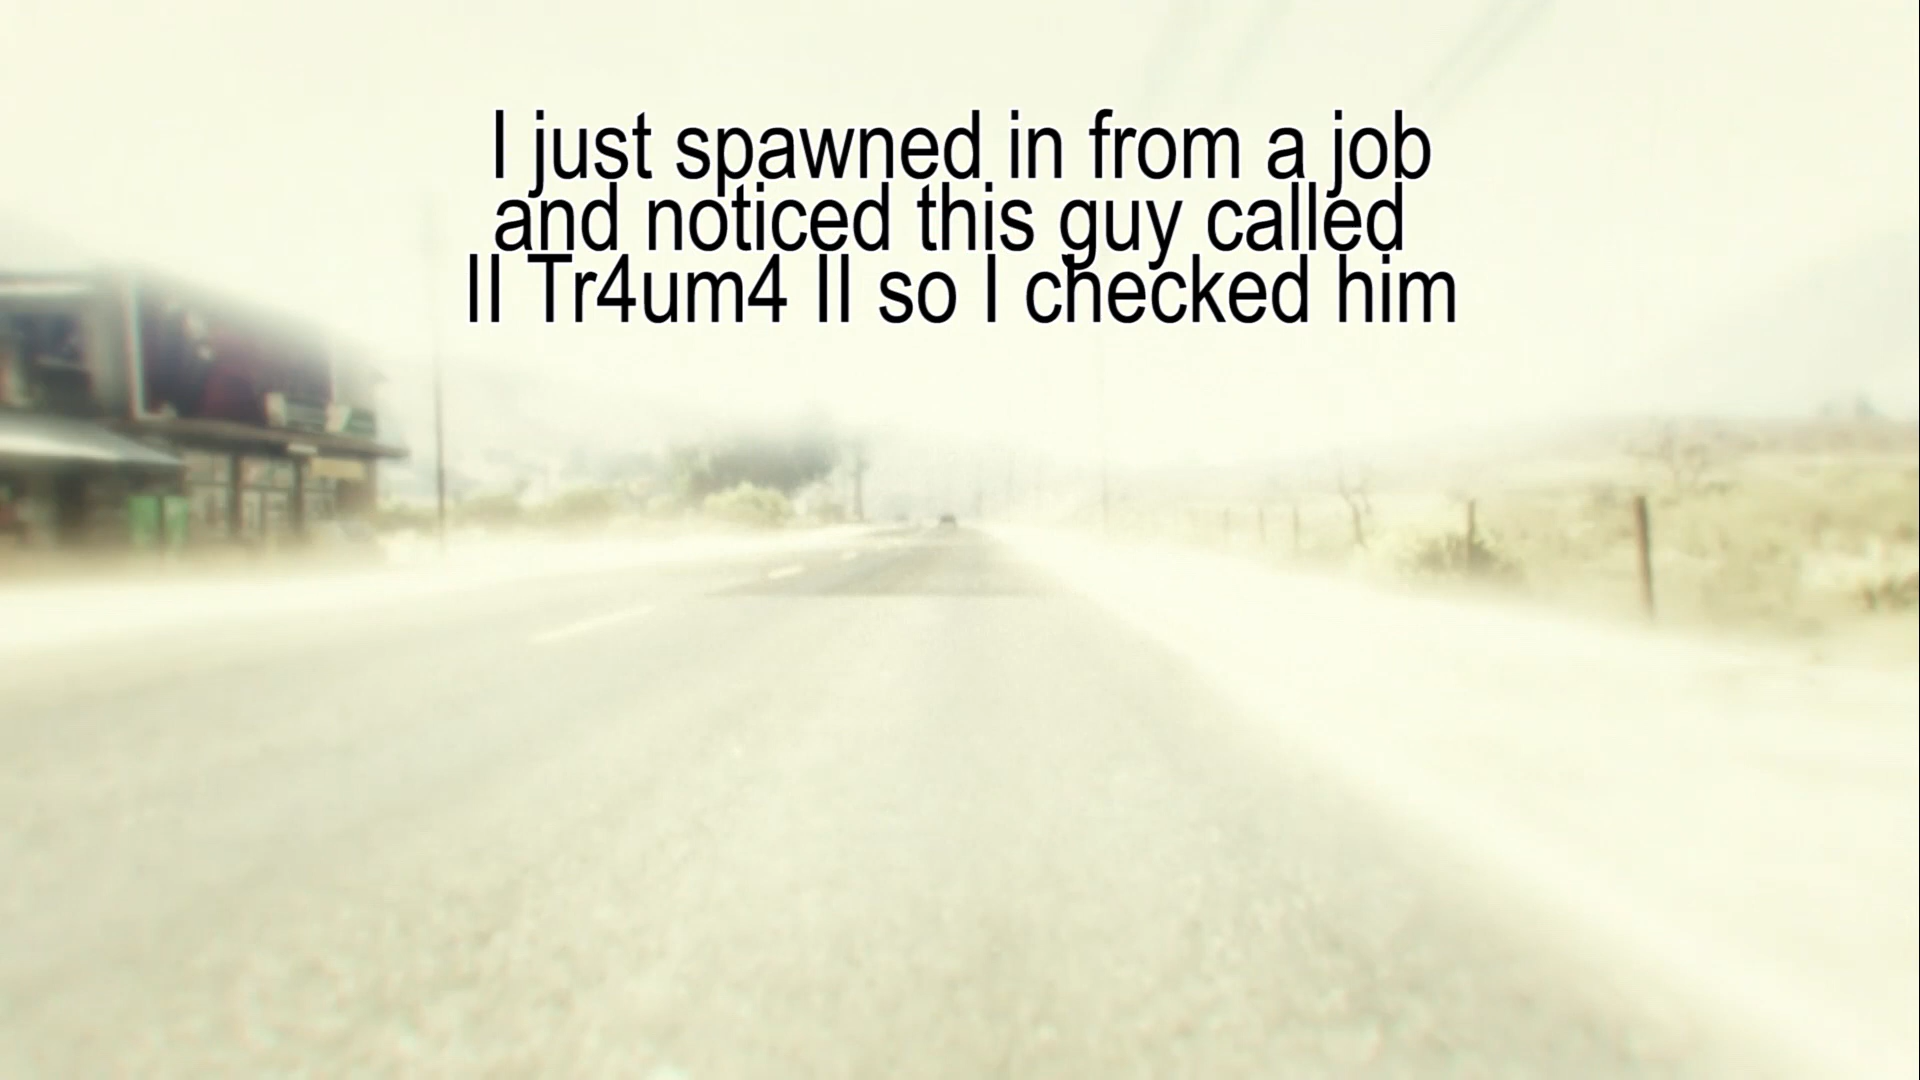 I just spawned in from a job
and noticed this guy called
II Tr4um4 II so I checked him